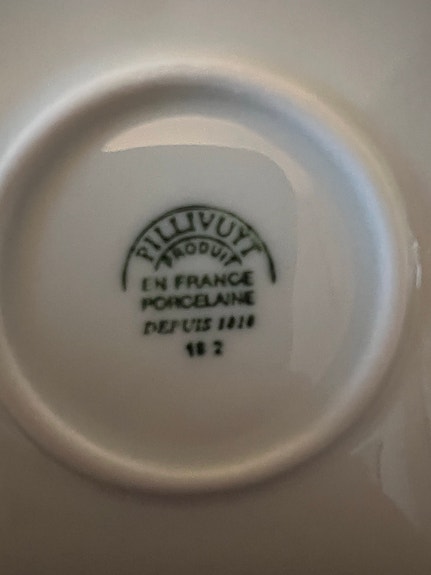 PILLIVUYT
PRODUIT
EN FRANCE
PORCELAINE
DEPUIS 1818
18 2